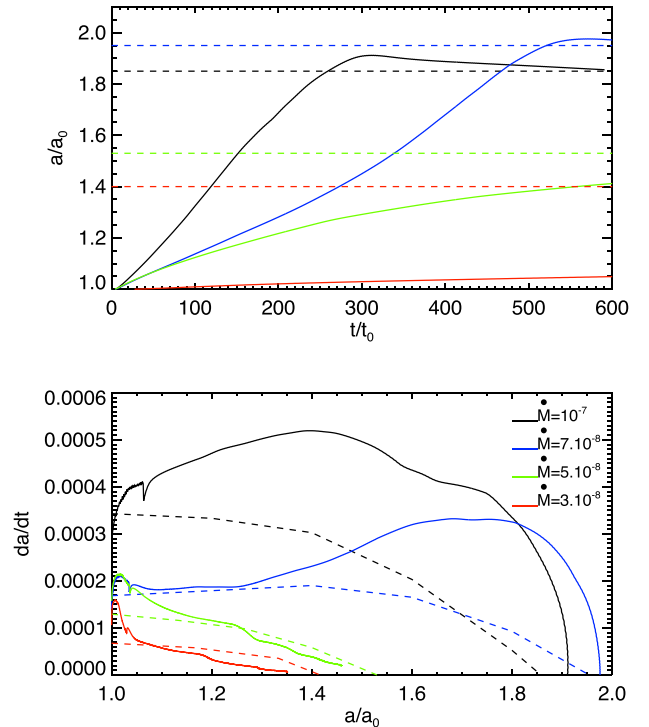 2.0
1.8
1.6
1.4
1.2
1.0
a/a₀
0 100 200 300 400 500 600
t/t₀
0.0006
0.0005
0.0004
0.0003
0.0002
0.0001
0.0000
da/dt
Ṁ=10⁻⁷
Ṁ=7.10⁻⁸
Ṁ=5.10⁻⁸
Ṁ=3.10⁻⁸
1.0 1.2 1.4 1.6 1.8 2.0
a/a₀